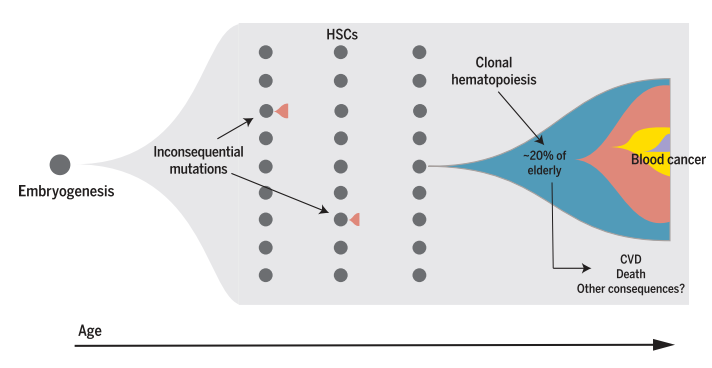 HSCs
Clonal
hematopoiesis
Inconsequential
mutations
~20% of
elderly
Blood cancer
Embryogenesis
CVD
Death
Other consequences?
Age